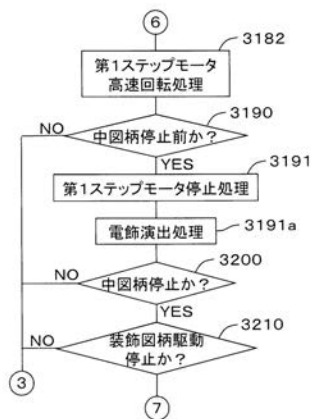 ⑥
3182
第1ステップモータ
高速回転処理
3190
NO
中図柄停止前か?
YES
3191
第1ステップモータ停止処理
3191a
電飾演出処理
3200
NO
中図柄停止か?
YES
3210
NO
装飾図柄駆動
停止か?
③
⑦